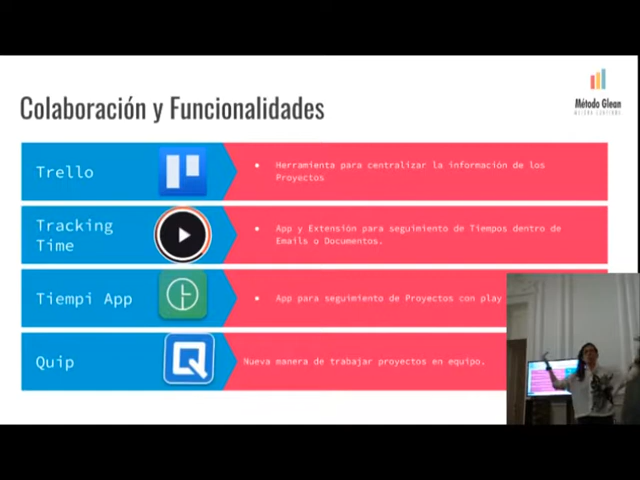 Colaboración y Funcionalidades
Método Glean
Trello
Herramienta para centralizar la información de los
Proyectos
Tracking
Time
App y Extensión para seguimiento de Tiempos dentro de
Emails o Documentos.
Tiempi App
App para seguimiento de Proyectos con play
Quip
Nueva manera de trabajar proyectos en equipo.